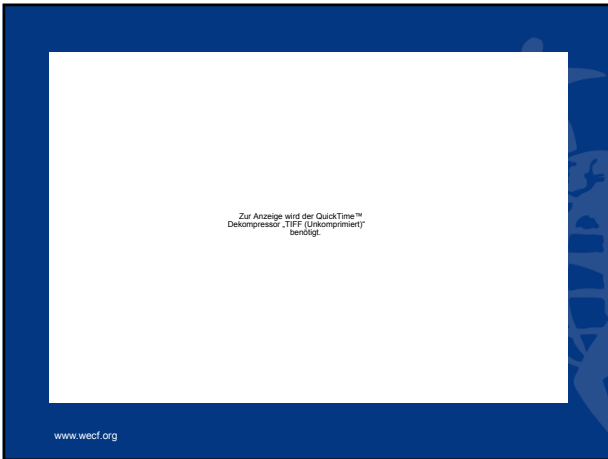 Zur Anzeige wird der QuickTime™
Dekompressor „TIFF (Unkomprimiert)“
benötigt.
www.wecf.org